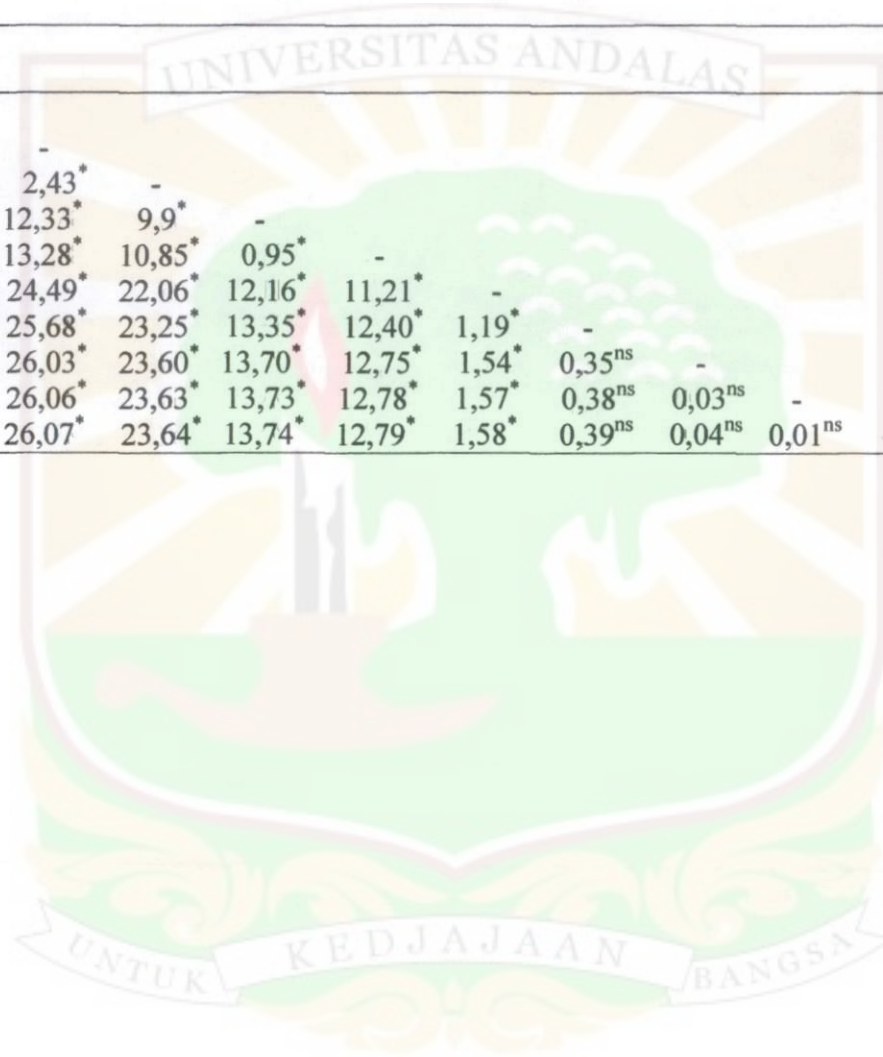 UNIVERSITAS ANDALAS
-
2,43* -
12,33* 9,9* -
13,28* 10,85* 0,95* -
24,49* 22,06* 12,16* 11,21* -
25,68* 23,25* 13,35* 12,40* 1,19* -
26,03* 23,60* 13,70* 12,75* 1,54* 0,35ns -
26,06* 23,63* 13,73* 12,78* 1,57* 0,38ns 0,03ns -
26,07* 23,64* 13,74* 12,79* 1,58* 0,39ns 0,04ns 0,01ns
UNTUK KEDJAJAAN BANGSA